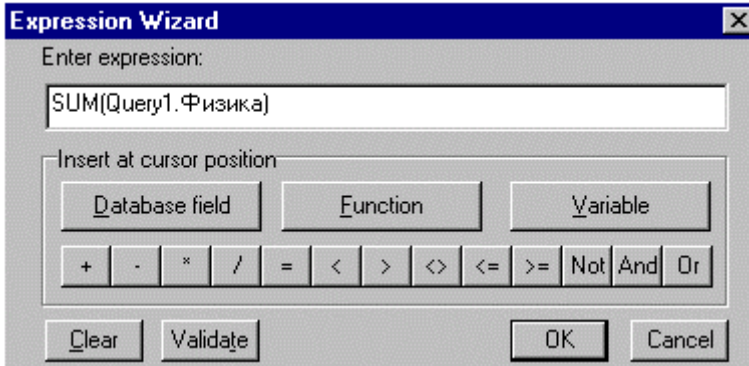 Expression Wizard
Enter expression:
SUM(Query1.Физика)
Insert at cursor position
Database field Function Variable
+ - * / = < > <> <= >= Not And Or
Clear Validate OK Cancel